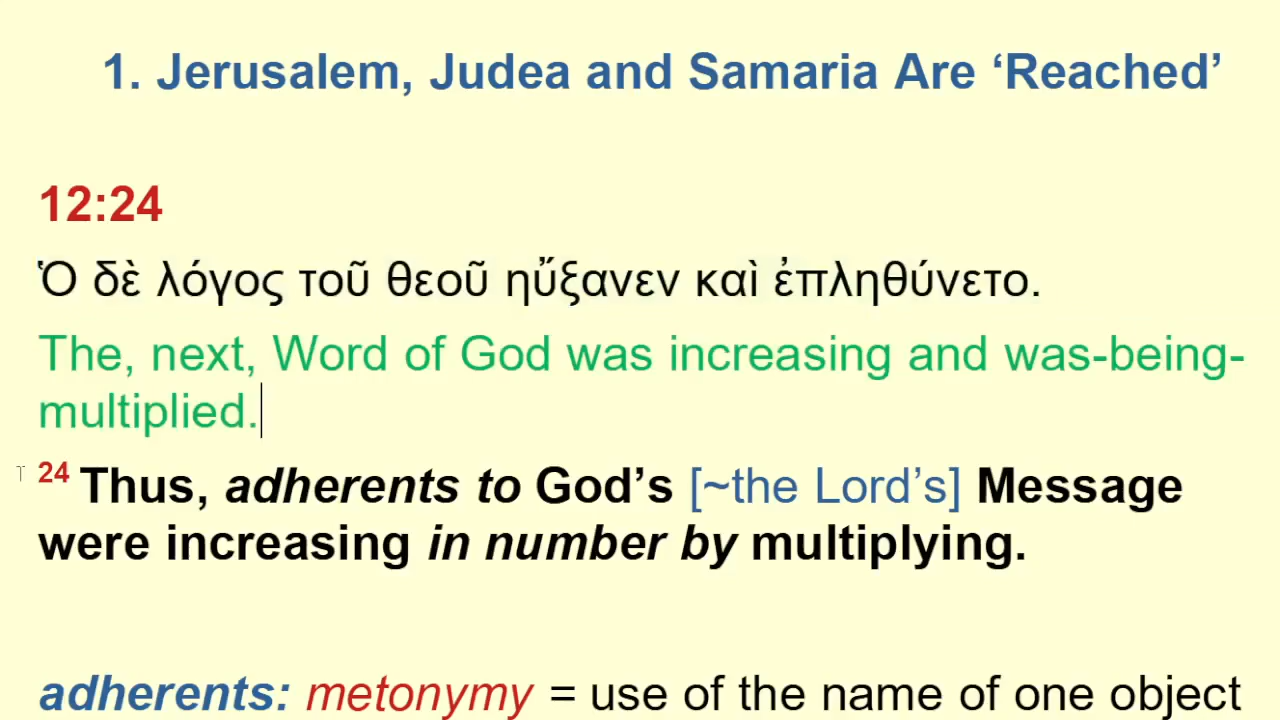 1. Jerusalem, Judea and Samaria Are ‘Reached’
12:24
Ὁ δὲ λόγος τοῦ θεοῦ ηὔξανεν καὶ ἐπληθύνετο.
The, next, Word of God was increasing and was-being-
multiplied.
24 Thus, adherents to God’s [~the Lord’s] Message
were increasing in number by multiplying.
adherents: metonymy = use of the name of one object